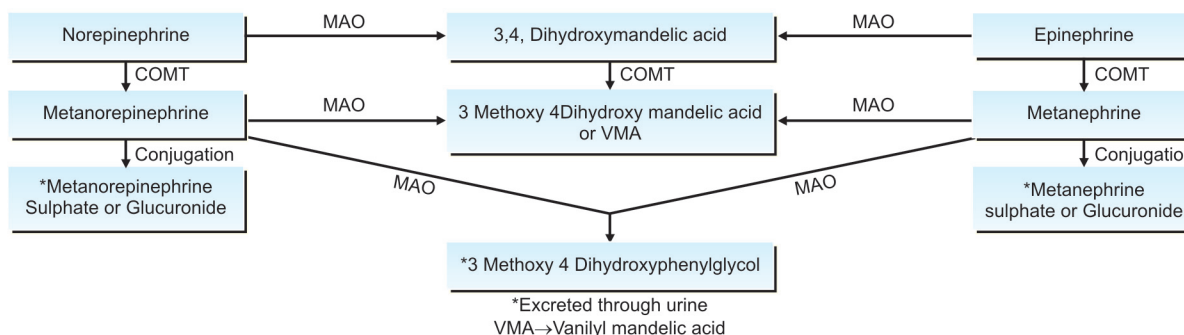 MAO
MAO
Norepinephrine
3,4, Dihydroxymandelic acid
Epinephrine
COMT
COMT
COMT
Metanorepinephrine
MAO
3 Methoxy 4Dihydroxy mandelic acid
or VMA
MAO
Metanephrine
Conjugation
Conjugation
*Metanorepinephrine
Sulphate or Glucuronide
MAO
MAO
*Metanephrine
sulphate or Glucuronide
*3 Methoxy 4 Dihydroxyphenylglycol
*Excreted through urine
VMA→Vanilyl mandelic acid